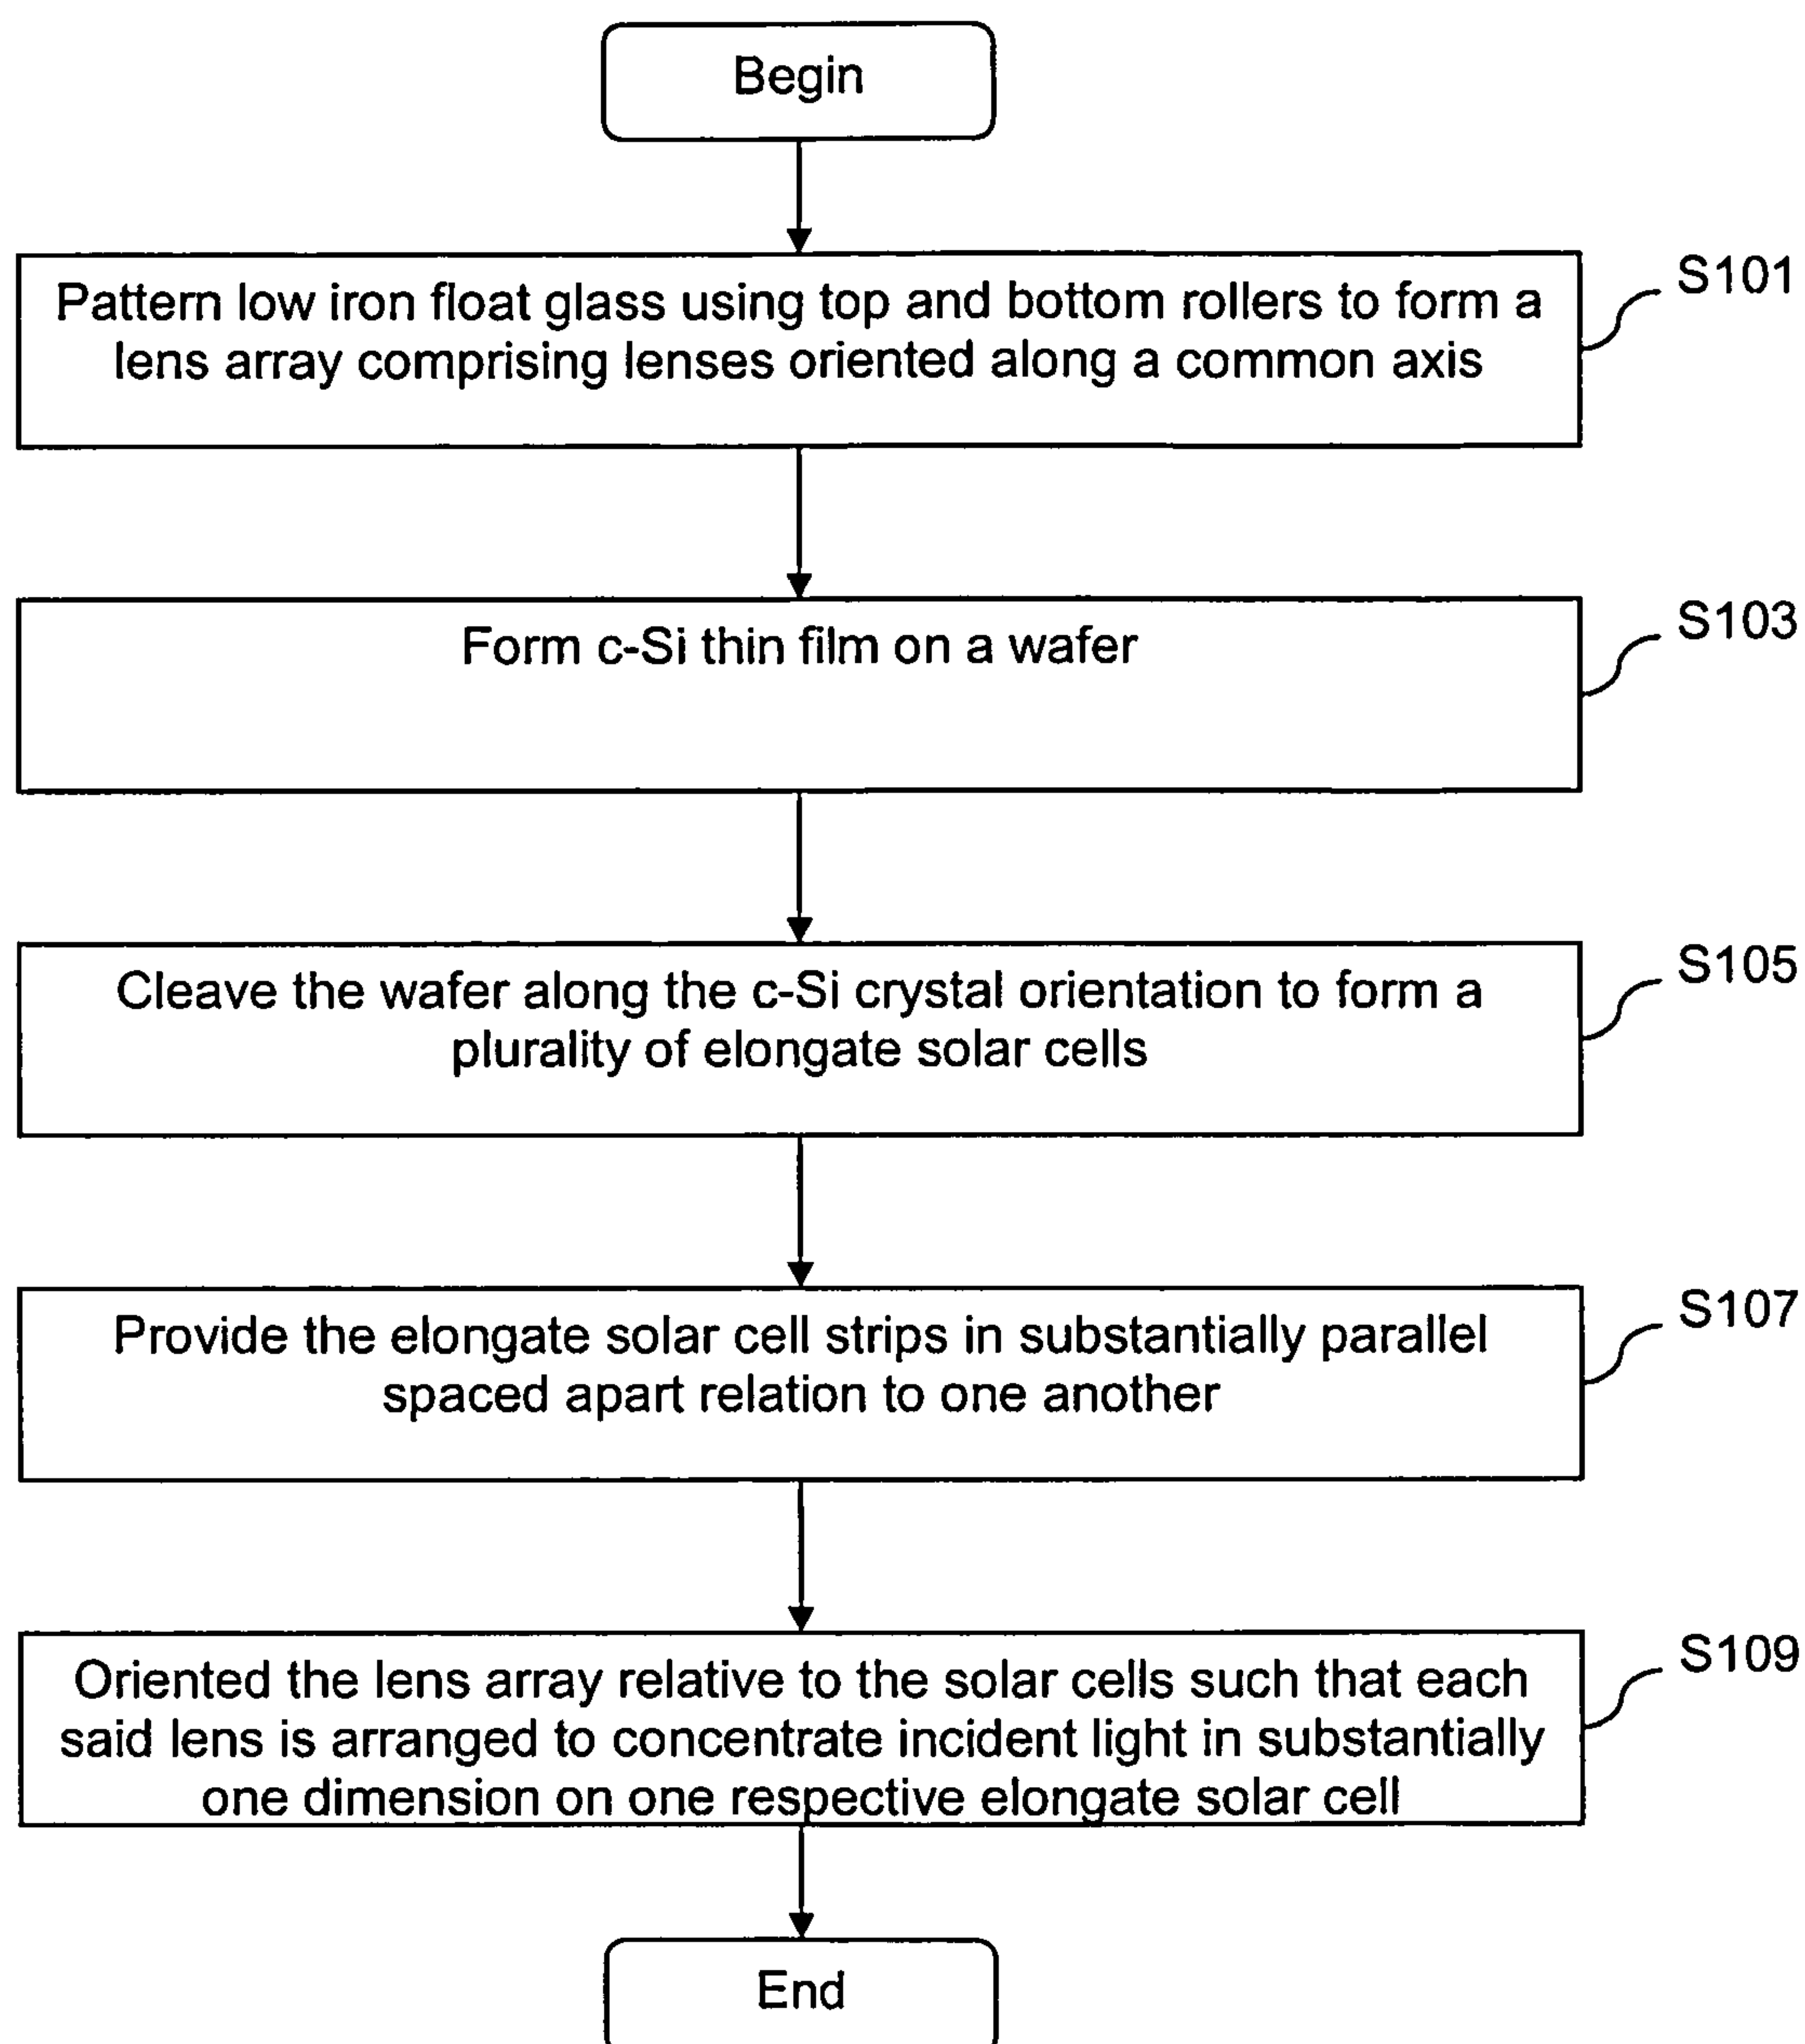 Begin
S101
Pattern low iron float glass using top and bottom rollers to form a
lens array comprising lenses oriented along a common axis
S103
Form c-Si thin film on a wafer
S105
Cleave the wafer along the c-Si crystal orientation to form a
plurality of elongate solar cells
S107
Provide the elongate solar cell strips in substantially parallel
spaced apart relation to one another
S109
Oriented the lens array relative to the solar cells such that each
said lens is arranged to concentrate incident light in substantially
one dimension on one respective elongate solar cell
End